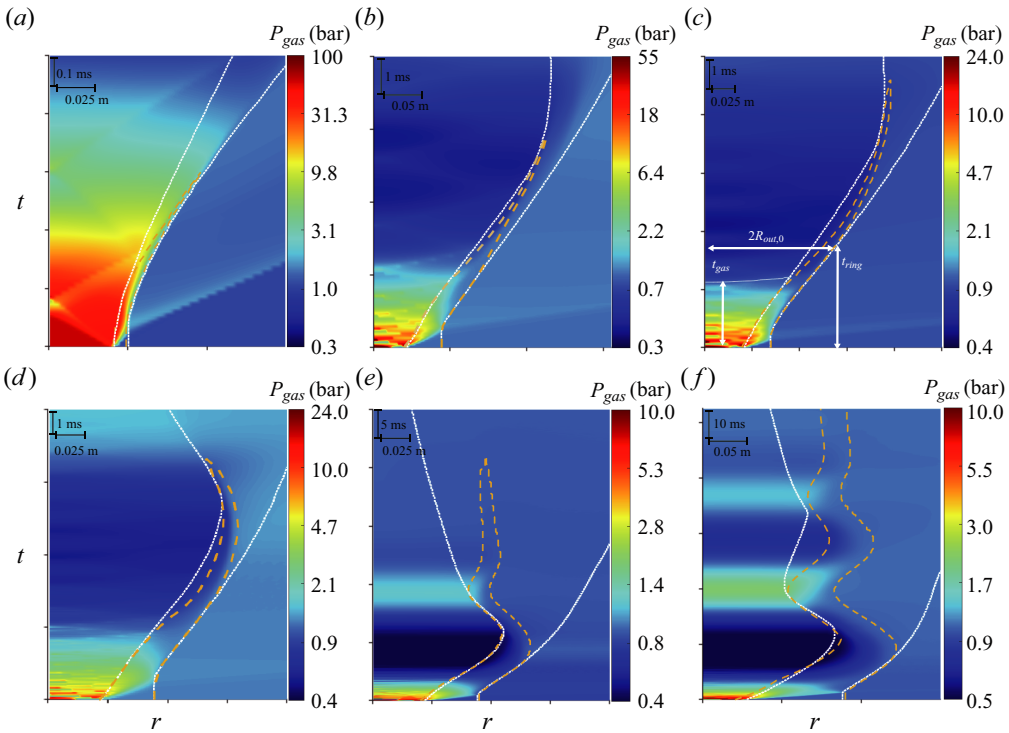 (a)
P_gas (bar)
0.1 ms
0.025 m
100
31.3
9.8
3.1
1.0
0.3
t
(b)
P_gas (bar)
1 ms
0.05 m
55
18
6.4
2.2
0.7
0.3
(c)
P_gas (bar)
1 ms
0.025 m
2R_out,0
t_gas
t_ring
24.0
10.0
4.7
2.1
0.9
0.4
(d)
P_gas (bar)
1 ms
0.025 m
24.0
10.0
4.7
2.1
0.9
0.4
t
r
(e)
P_gas (bar)
5 ms
0.025 m
10.0
5.3
2.8
1.4
0.8
0.4
r
(f)
P_gas (bar)
10 ms
0.05 m
10.0
5.3
3.0
1.7
0.9
0.5
r